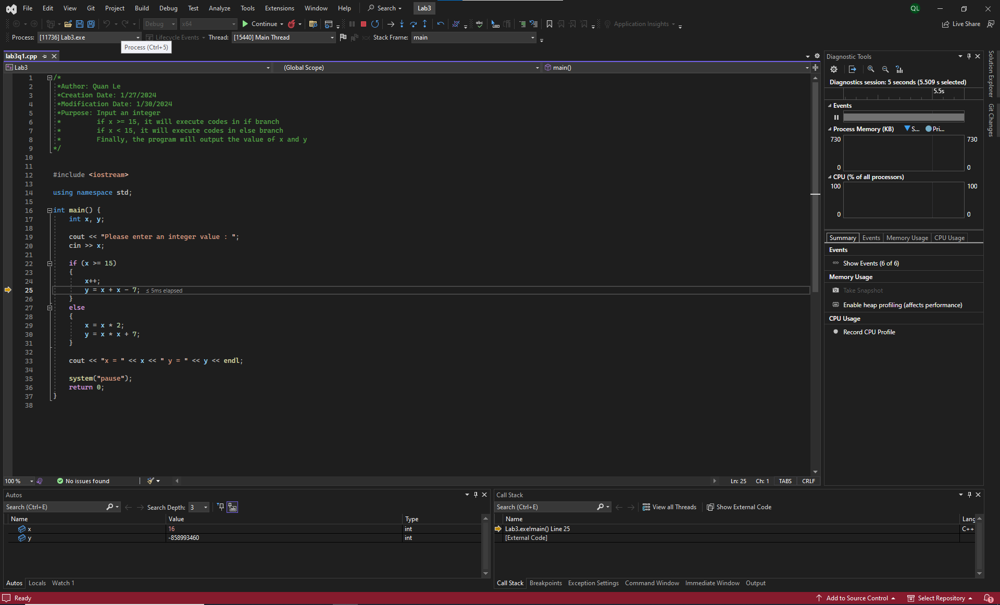 File Edit View Git Project Build Debug Test Analyze Tools Extensions Window Help Search Lab3 QL
Debug x64 Continue Application Insights Live Share
Process: [11736] Lab3.exe Lifecycle Events Thread: [15440] Main Thread Stack Frame: main
Process (Ctrl+5)
lab3q1.cpp
Lab3 (Global Scope) main()
1 /*
2 *Author: Quan Le
3 *Creation Date: 1/27/2024
4 *Modification Date: 1/30/2024
5 *Purpose: Input an integer
6 * if x >= 15, it will execute codes in if branch
7 * if x < 15, it will execute codes in else branch
8 * Finally, the program will output the value of x and y
9 */
10
11
12 #include <iostream>
13
14 using namespace std;
15
16 int main() {
17 int x, y;
18
19 cout << "Please enter an integer value : ";
20 cin >> x;
21
22 if (x >= 15)
23 {
24 x++;
25 y = x + x - 7; ≤ 5ms elapsed
26 }
27 else
28 {
29 x = x * 2;
30 y = x * x + 7;
31 }
32
33 cout << "x = " << x << " y = " << y << endl;
34
35 system("pause");
36 return 0;
37 }
38
100 % No issues found Ln: 25 Ch: 1 TABS CRLF
Diagnostic Tools
Diagnostics session: 5 seconds (5.509 s selected)
5.5s
Events
Process Memory (KB) S... Pri...
730 730
0 0
CPU (% of all processors)
100 100
0 0
Summary Events Memory Usage CPU Usage
Events
Show Events (6 of 6)
Memory Usage
Take Snapshot
Enable heap profiling (affects performance)
CPU Usage
Record CPU Profile
Solution Explorer
Git Changes
Autos
Search (Ctrl+E) Search Depth: 3
Name Value Type
x 16 int
y -858993460 int
Autos Locals Watch 1
Call Stack
Search (Ctrl+E) View all Threads Show External Code
Name Lang
Lab3.exe!main() Line 25 C++
[External Code]
Call Stack Breakpoints Exception Settings Command Window Immediate Window Output
Ready Add to Source Control Select Repository 1